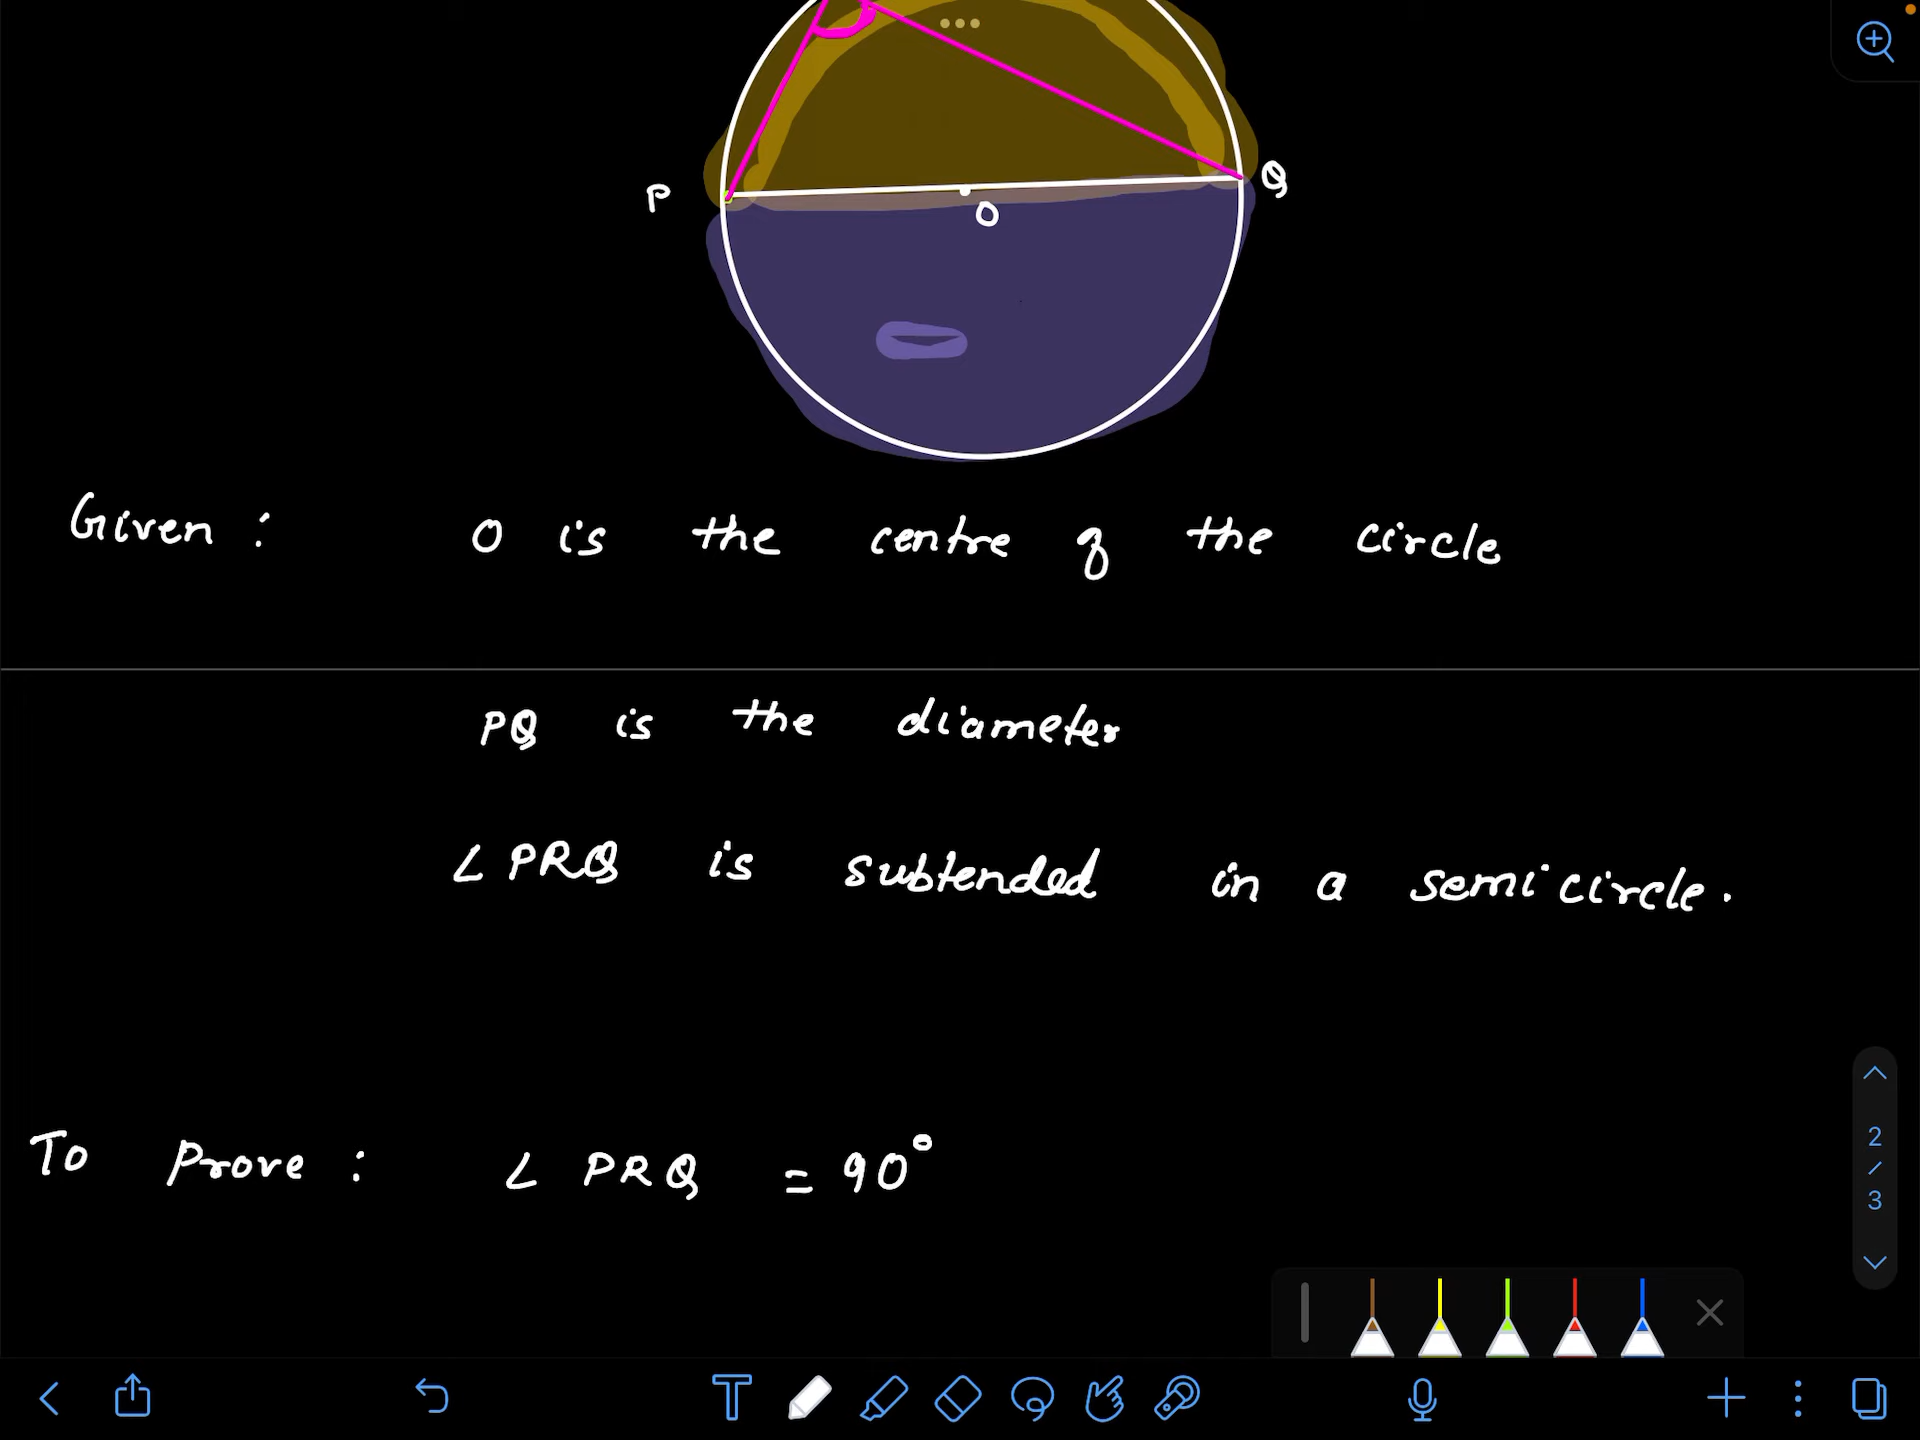 P
Q
O
Given : O is the centre of the circle
PQ is the diameter
∠PRQ is subtended in a semicircle.
To prove : ∠ PRQ = 90°
2
/
3
T